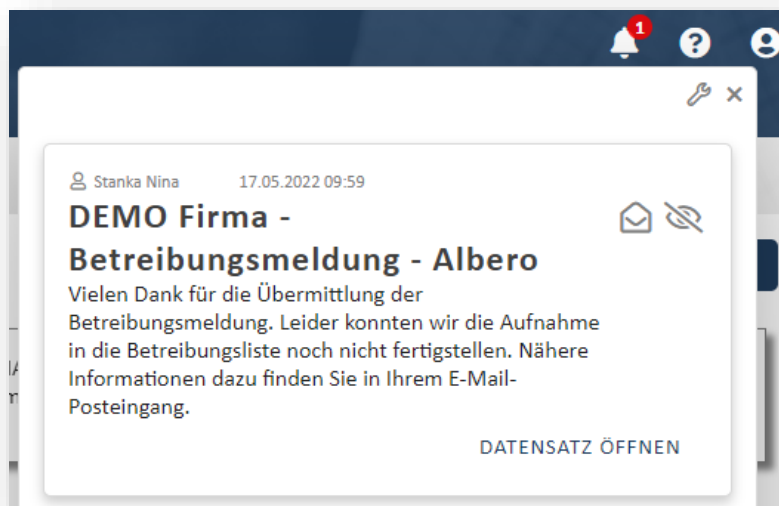 1
Stanka Nina 17.05.2022 09:59
DEMO Firma -
Betreibungsmeldung - Albero
Vielen Dank für die Übermittlung der
Betreibungsmeldung. Leider konnten wir die Aufnahme
in die Betreibungsliste noch nicht fertigstellen. Nähere
Informationen dazu finden Sie in Ihrem E-Mail-
Posteingang.
DATENSATZ ÖFFNEN